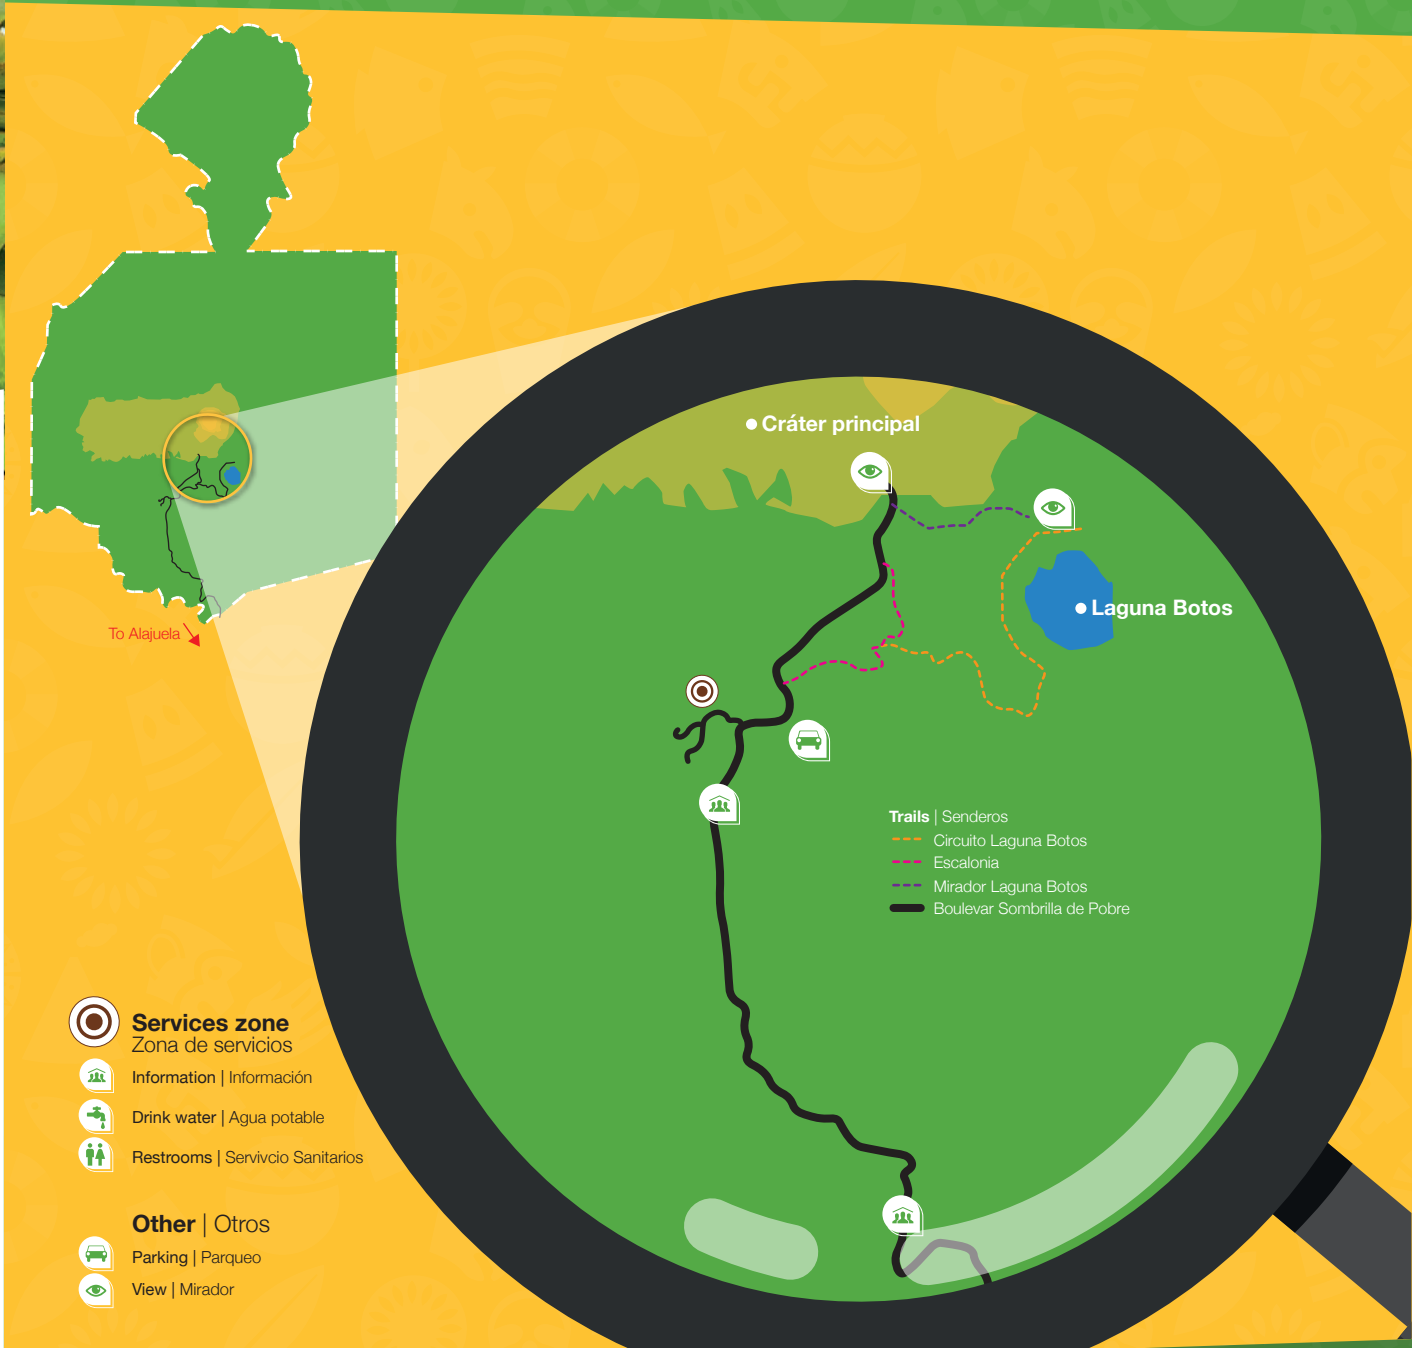 Cráter principal
Laguna Botos
To Alajuela
Trails | Senderos
Circuito Laguna Botos
Escalonia
Mirador Laguna Botos
Boulevar Sombrilla de Pobre
Services zone
Zona de servicios
Information | Información
Drink water | Agua potable
Restrooms | Servivcio Sanitarios
Other | Otros
Parking | Parqueo
View | Mirador